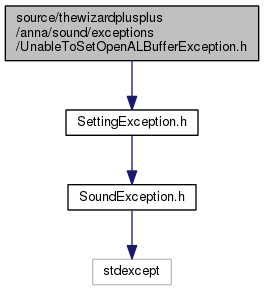 source/thewizardplusplus
/anna/sound/exceptions
/UnableToSetOpenALBufferException.h
SettingException.h
SoundException.h
stdexcept